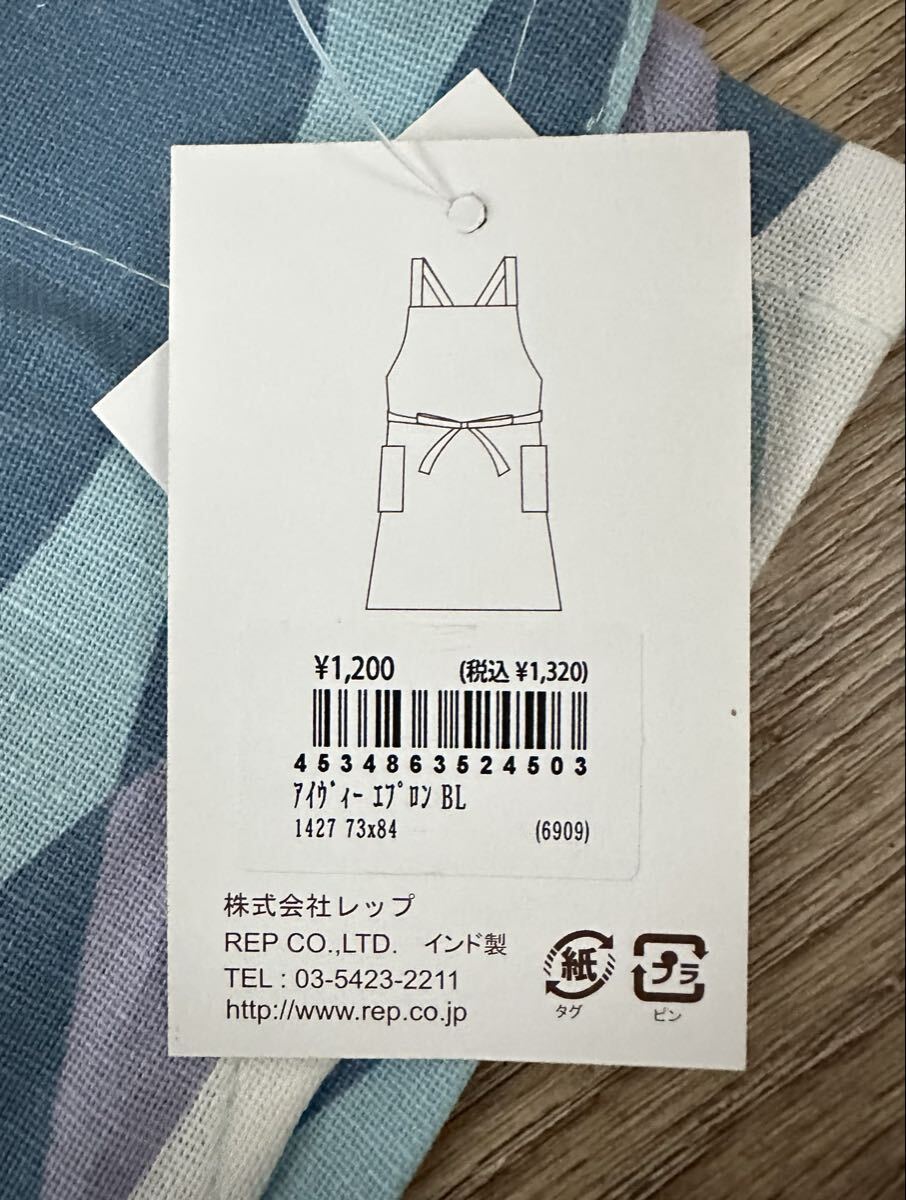 ¥1,200 (税込 ¥1,320)
4534863524503
ｱｲｳﾞｨｰ ｴﾌﾟﾛﾝ BL
1427 73x84 (6909)
株式会社レップ
REP CO.,LTD. インド製
TEL : 03-5423-2211
http://www.rep.co.jp
紙
タグ
プラ
ピン